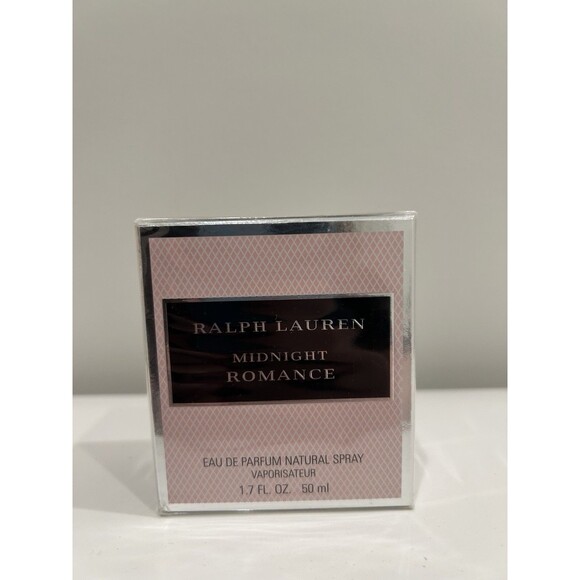 RALPH LAUREN
MIDNIGHT
ROMANCE
EAU DE PARFUM NATURAL SPRAY
VAPORISATEUR
1.7 FL. OZ. 50 ml